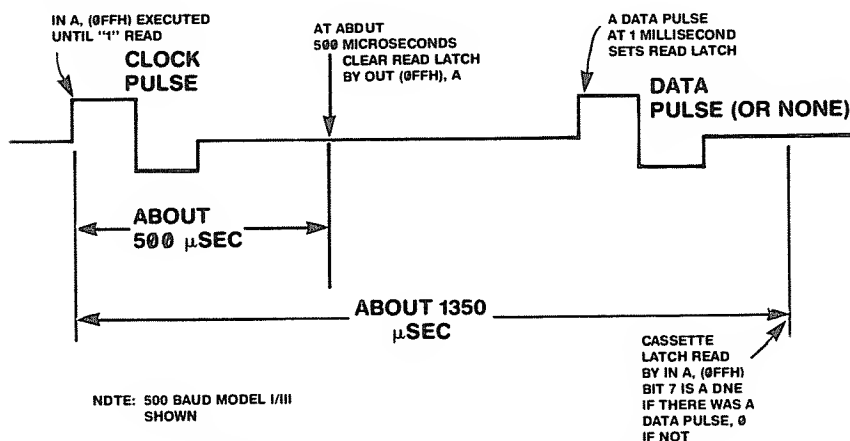 IN A, (0FFH) EXECUTED
UNTIL "1" READ
CLOCK
PULSE
AT ABDUT
500 MICROSECONDS
CLEAR READ LATCH
BY OUT (0FFH), A
A DATA PULSE
AT 1 MILLISECOND
SETS READ LATCH
DATA
PULSE (OR NONE)
ABOUT
500 μSEC
ABOUT 1350
μSEC
CASSETTE
LATCH READ
BY IN A, (0FFH)
BIT 7 IS A DNE
IF THERE WAS A
DATA PULSE, 0
IF NOT
NDTE: 500 BAUD MODEL I/III
SHOWN